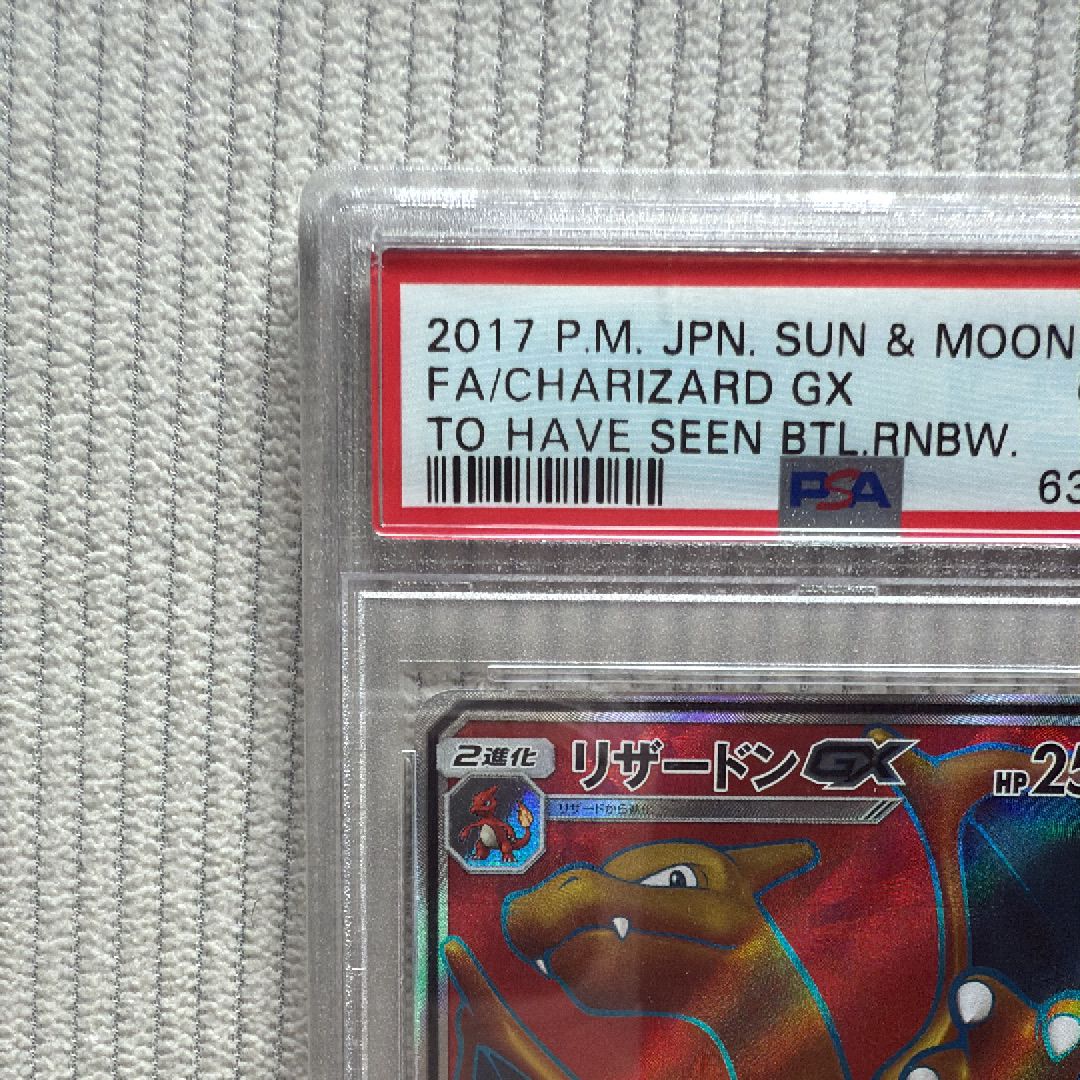 2017 P.M. JPN. SUN & MOON
FA/CHARIZARD GX
TO HAVE SEEN BTL.RNBW.
PSA
63
2進化
リザードンGX
HP 25
リザードから進化